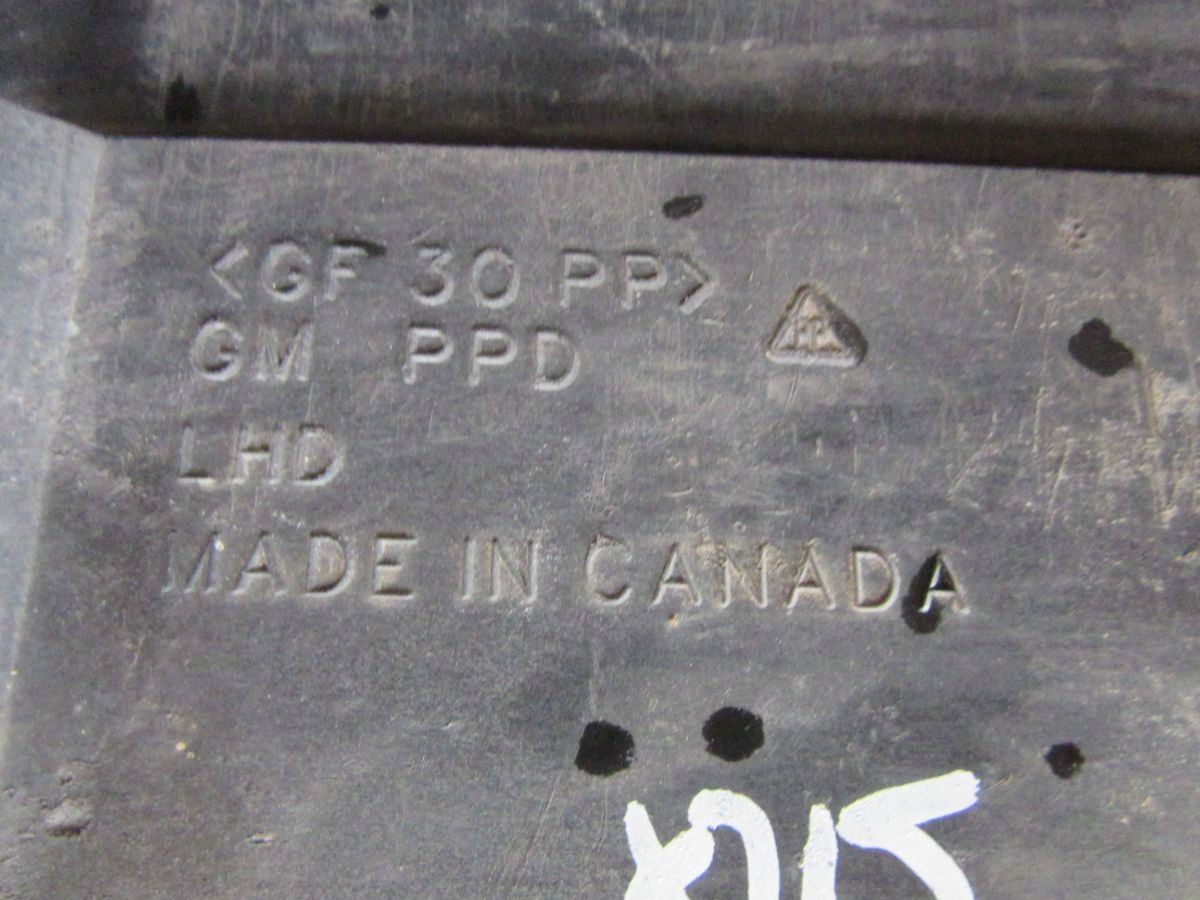 <GF 30 PP>
GM PPD
LHD
MADE IN CANADA